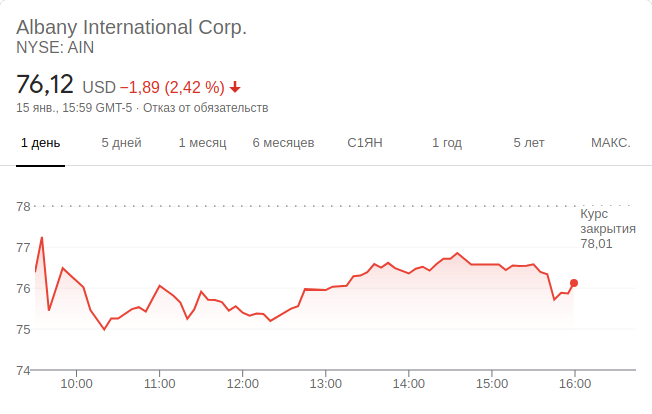 Albany International Corp.
NYSE: AIN
76,12 USD −1,89 (2,42 %)
15 янв., 15:59 GMT-5 · Отказ от обязательств
1 день 5 дней 1 месяц 6 месяцев С1ЯН 1 год 5 лет МАКС.
78
Курс
закрытия
78,01
77
76
75
74
10:00 11:00 12:00 13:00 14:00 15:00 16:00